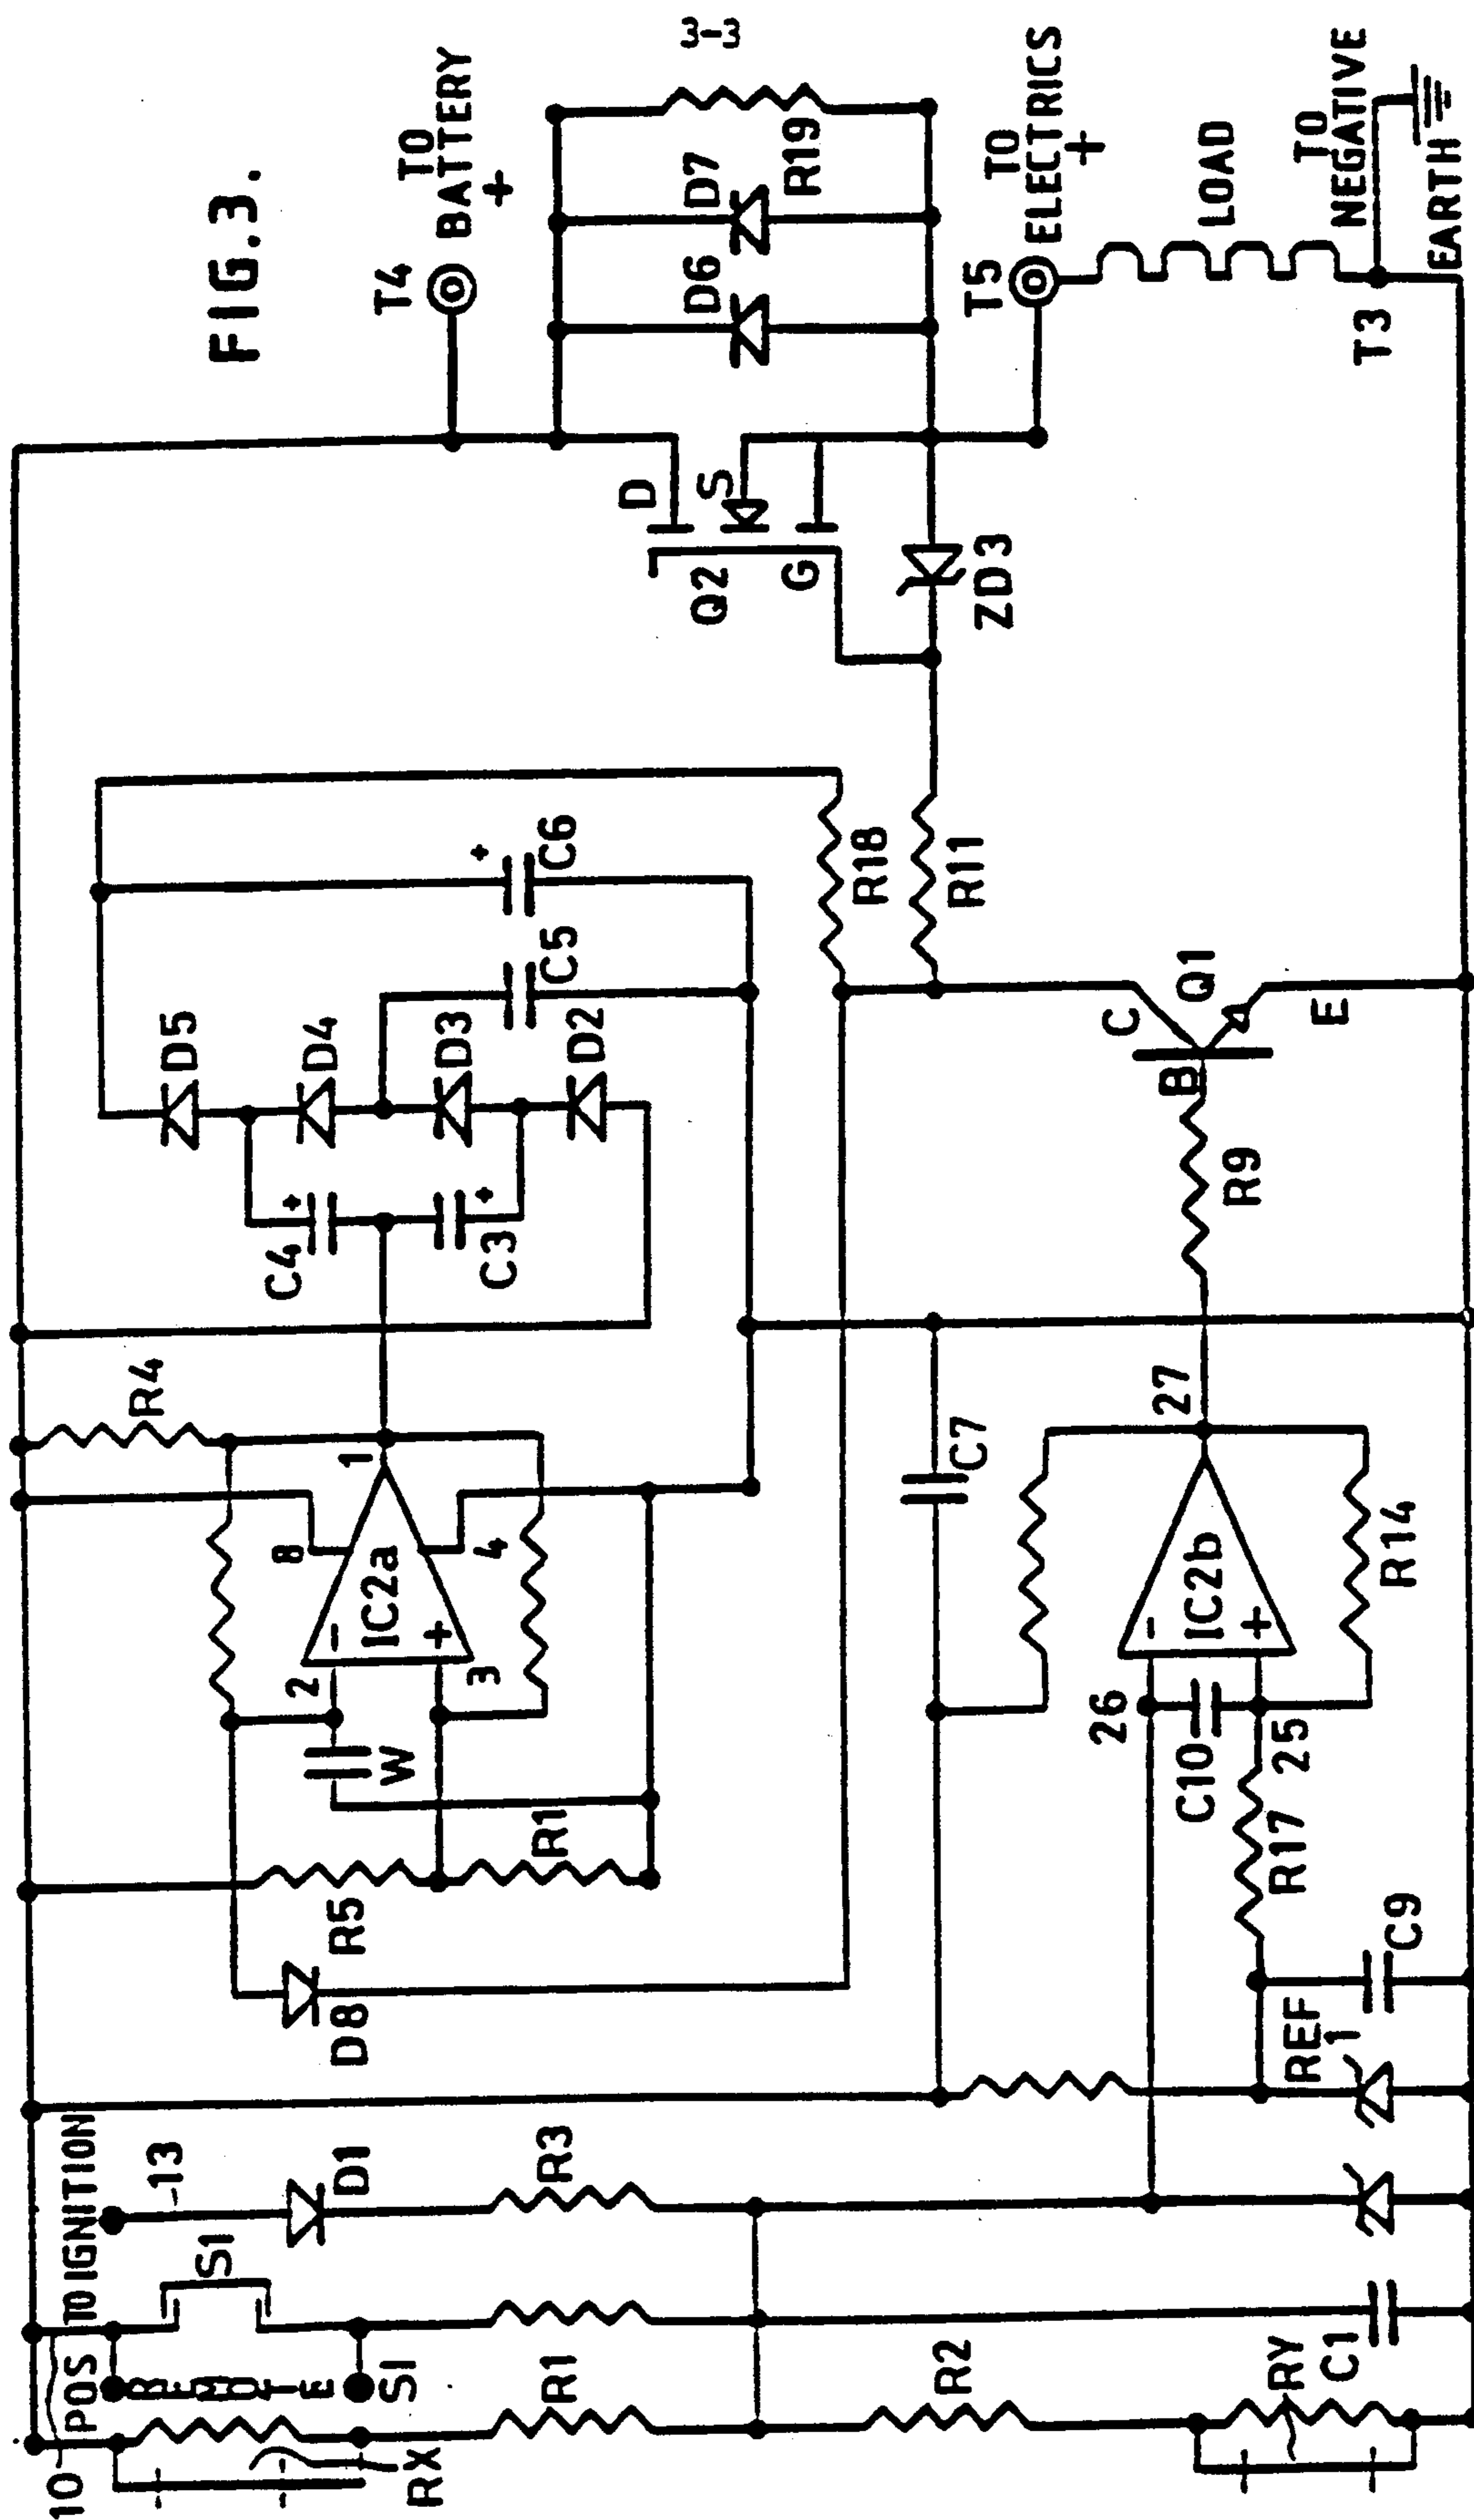 FIG.3.
10
POS
TO IGNITION
13
REMOTE
S1
S1
RX
D1
R1
R3
R2
RY
C1
REF
1
C9
D8
R5
R1
W
2
3
8
4
1
-
IC2a
+
R4
C4
+
C3
+
D5
D4
D3
D2
C5
C6
+
R18
R11
C7
26
C10
25
R17
-
IC2b
+
R14
27
R9
B
C
Q1
E
D
S
G
Q2
ZD3
T4
TO
BATTERY
+
D6
D7
R19
T5
TO
ELECTRICS
+
LOAD
T3
TO
NEGATIVE
EARTH